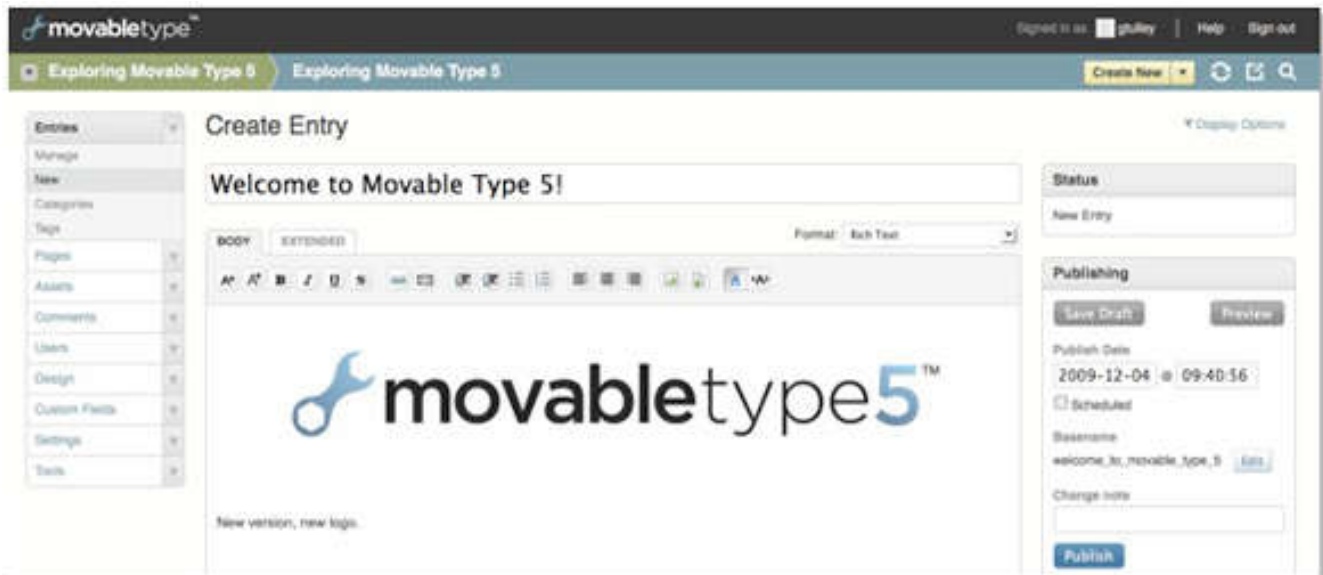 movabletype™
Signed in as gtulley | Help Sign out
Exploring Movable Type 5 Exploring Movable Type 5
Create New
Entries
Manage
New
Categories
Tags
Pages
Assets
Comments
Users
Design
Custom Fields
Settings
Tools
Create Entry
Display Options
Welcome to Movable Type 5!
BODY EXTENDED
Format: Rich Text
movabletype5™
New version, new logo.
Status
New Entry
Publishing
Save Draft Preview
Publish Date
2009-12-04 @ 09:40:56
Scheduled
Basename
welcome_to_movable_type_5 Edit
Change note
Publish